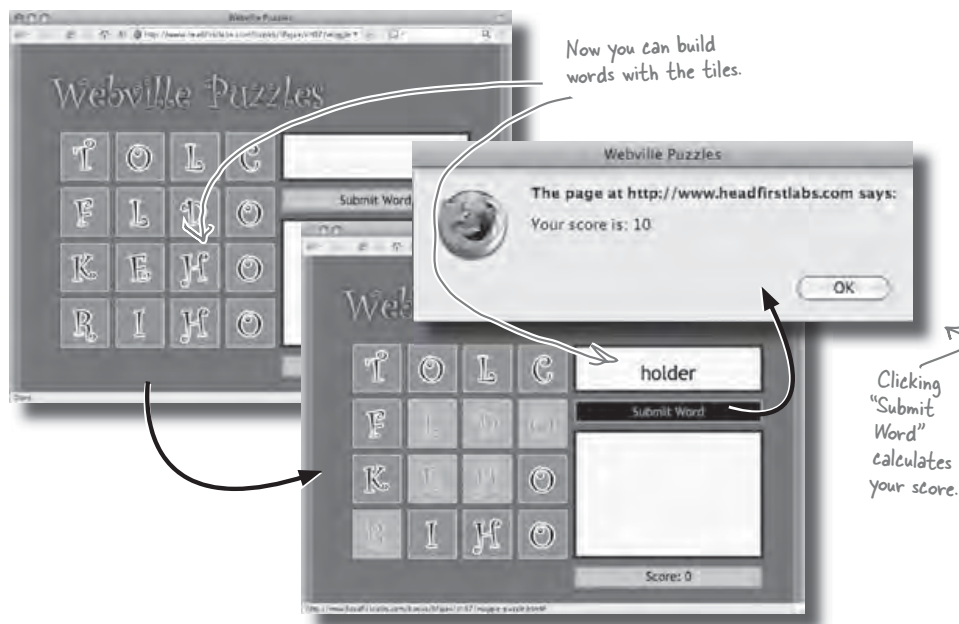 Webville Puzzles
Now you can build
words with the tiles.
Webville Puzzles
T O L C
F L D O
K E H O
R I H O
Submit Word
Webville Puzzles
The page at http://www.headfirstlabs.com says:
Your score is: 10
OK
Web
T O L C
holder
F L
Submit Word
K O
R I H O
Score: 0
Clicking
"Submit
Word"
calculates
your score.
Done